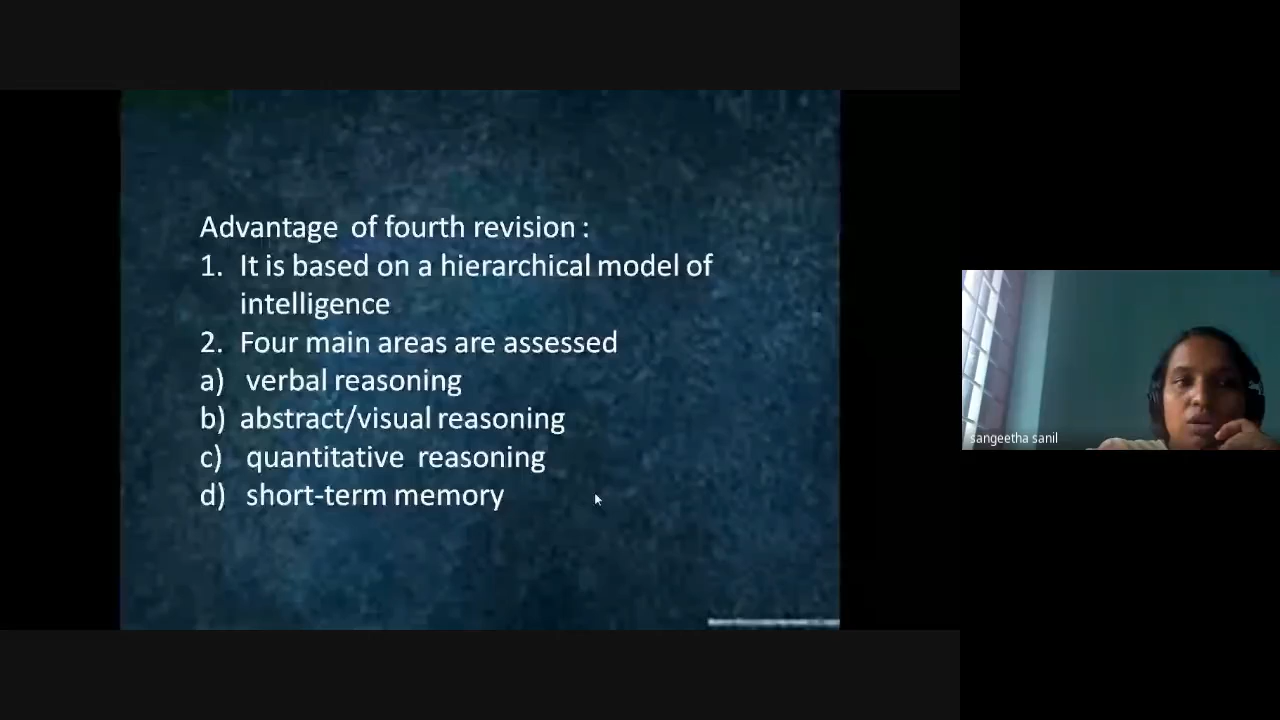 Advantage of fourth revision :
1. It is based on a hierarchical model of
intelligence
2. Four main areas are assessed
a) verbal reasoning
b) abstract/visual reasoning
c) quantitative reasoning
d) short-term memory
sangeetha sanil